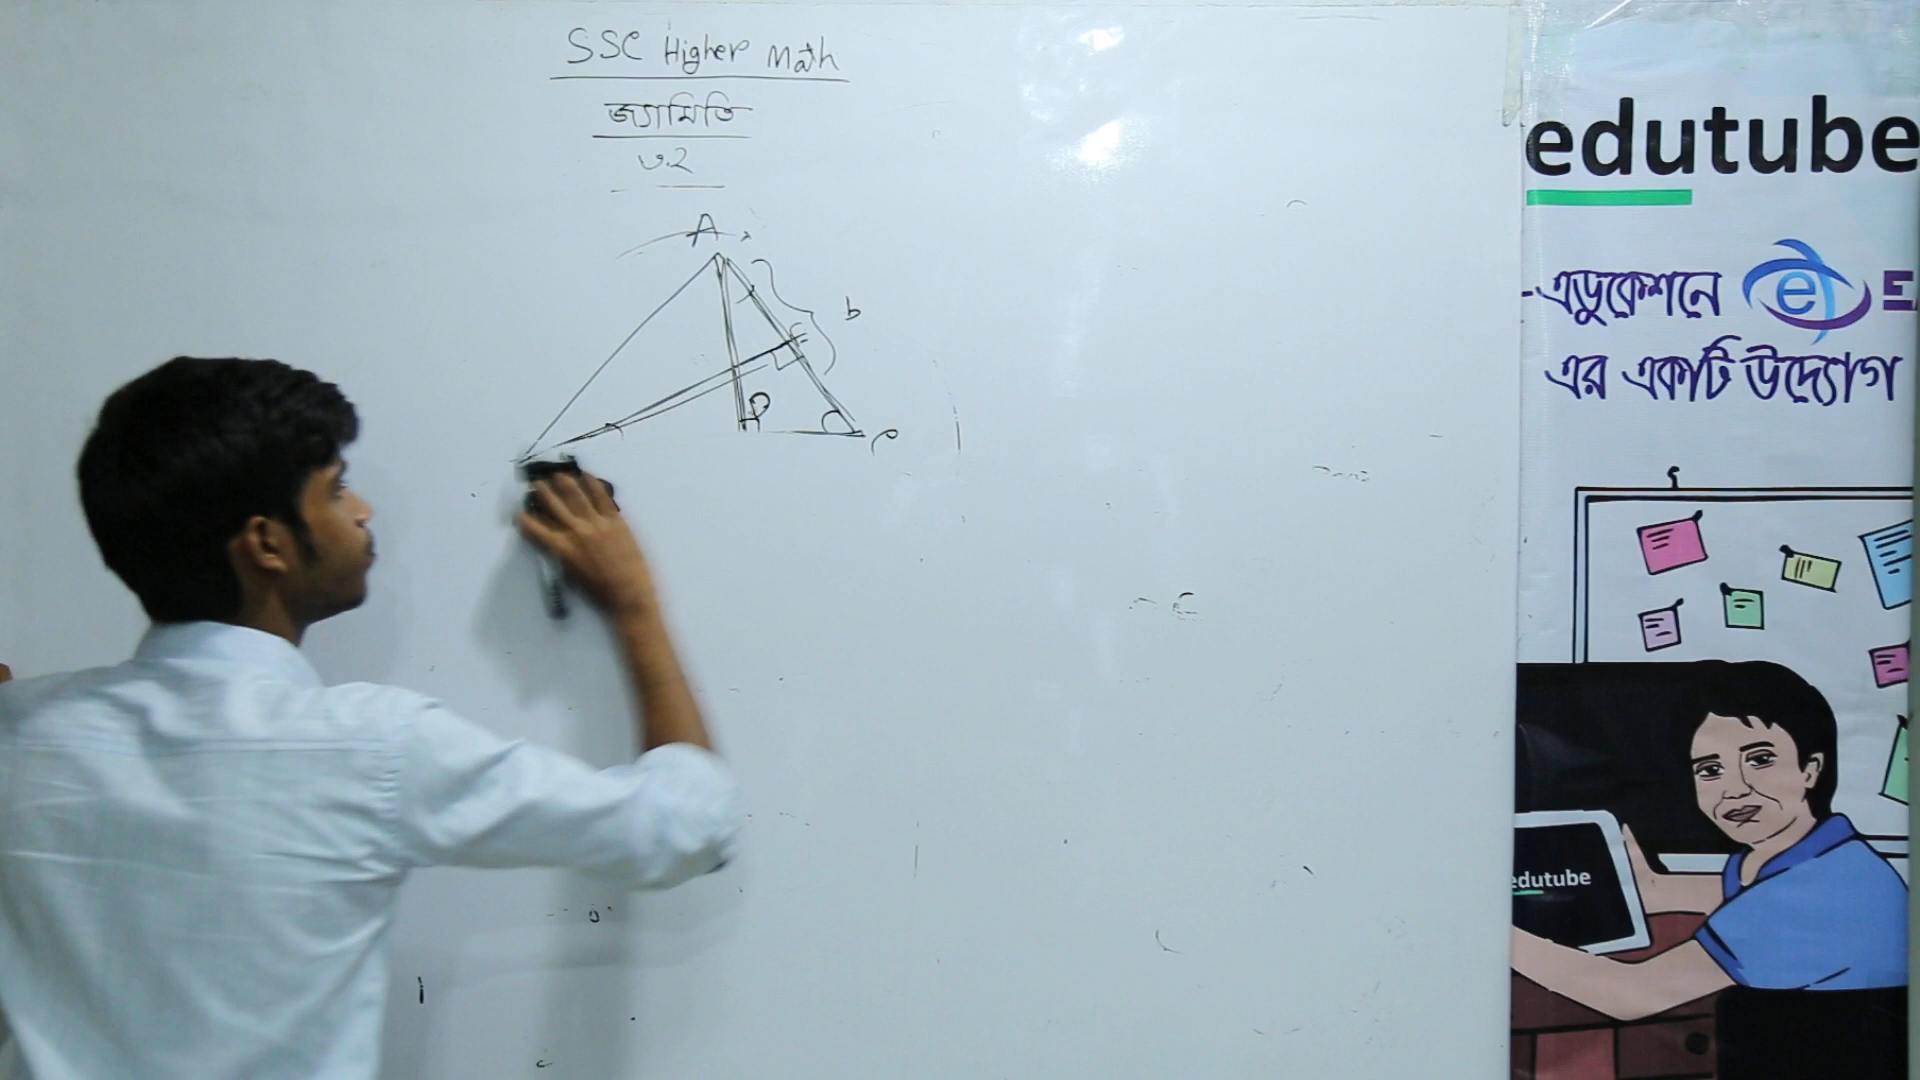 SSC Higher Math
জ্যামিতি
৩.২
A
b
E
D
C
edutube
-এডুকেশনে e
এর একটি উদ্যোগ
edutube